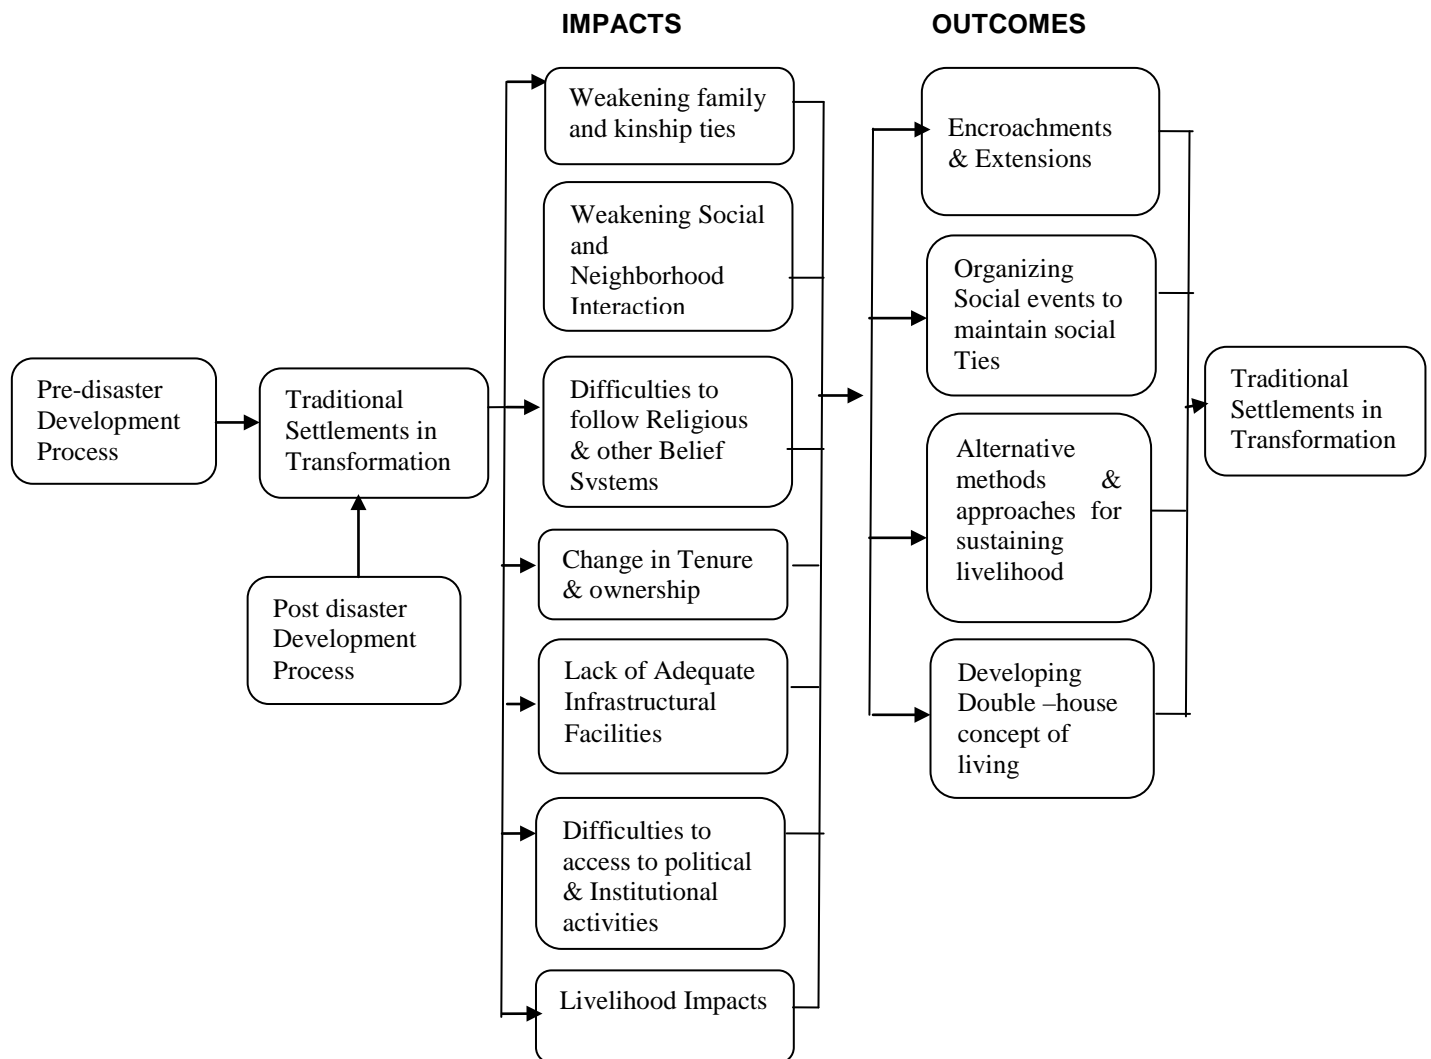 IMPACTS
OUTCOMES
Pre-disaster
Development
Process
Traditional
Settlements in
Transformation
Post disaster
Development
Process
Weakening family
and kinship ties
Weakening Social
and
Neighborhood
Interaction
Difficulties to
follow Religious
& other Belief
Systems
Change in Tenure
& ownership
Lack of Adequate
Infrastructural
Facilities
Difficulties to
access to political
& Institutional
activities
Livelihood Impacts
Encroachments
& Extensions
Organizing
Social events to
maintain social
Ties
Alternative
methods &
approaches for
sustaining
livelihood
Developing
Double –house
concept of
living
Traditional
Settlements in
Transformation